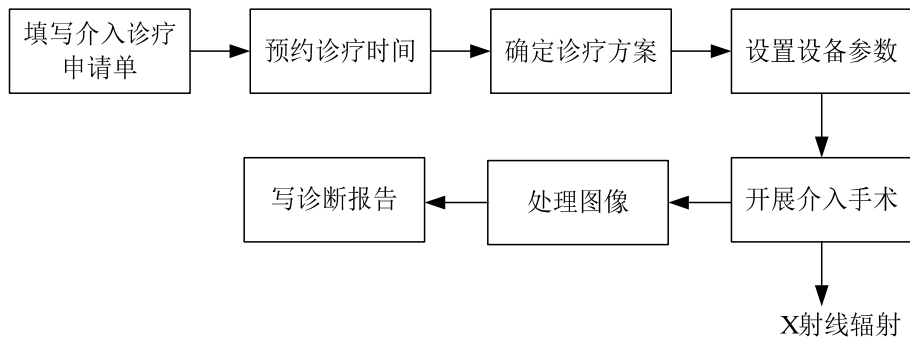 填写介入诊疗
申请单
预约诊疗时间
确定诊疗方案
设置设备参数
开展介入手术
处理图像
写诊断报告
X射线辐射